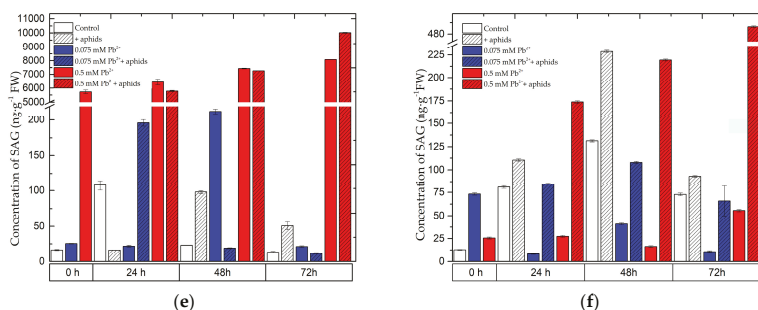 Concentration of SAG (ng·g⁻¹ FW)
10000
9000
8000
7000
6000
5000
200
150
100
50
25
0
Control
+ aphids
0.075 mM Pb²⁺
0.075 mM Pb²⁺+ aphids
0.5 mM Pb²⁺
0.5 mM Pb²⁺ + aphids
0 h
24 h
48h
72h
(e)
Concentration of SAG (ng·g⁻¹ FW)
480
225
200
175
150
125
100
75
50
25
0
Control
+ aphids
0.075 mM Pb²⁺
0.075 mM Pb²⁺+ aphids
0.5 mM Pb²⁺
0.5 mM Pb²⁺+ aphids
0 h
24 h
48h
72h
(f)